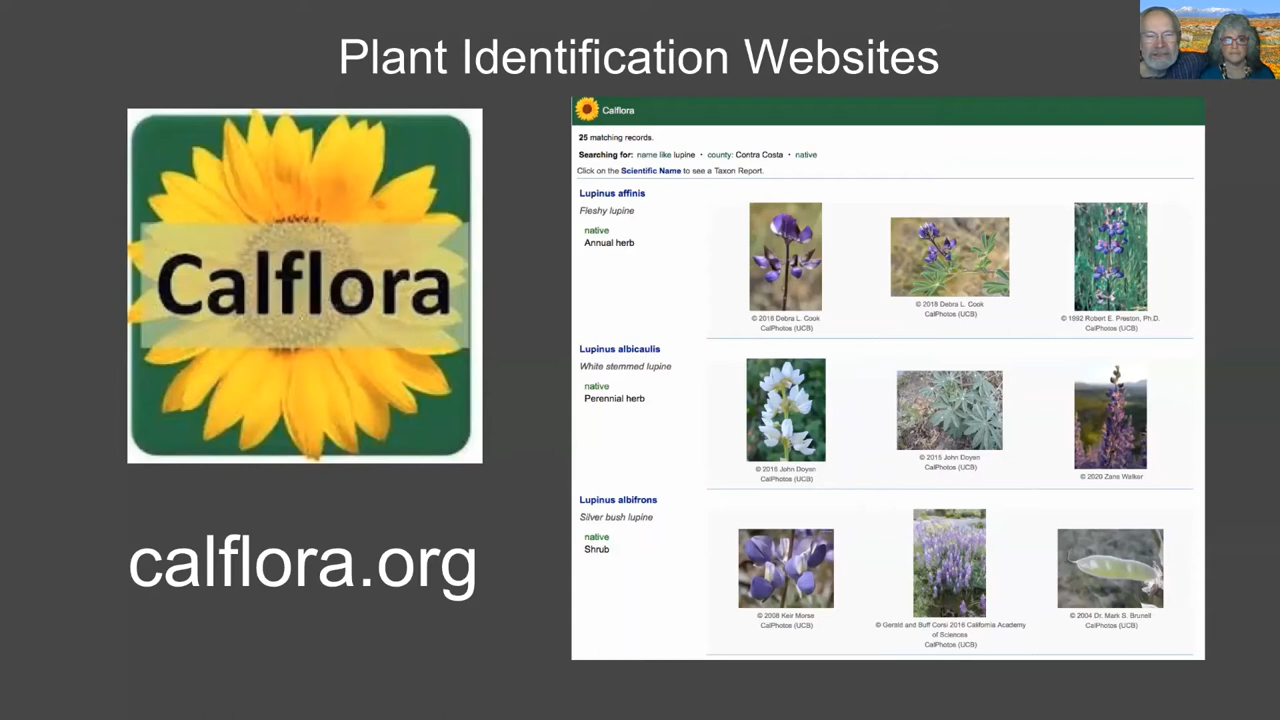 Plant Identification Websites
Calflora
calflora.org
Calflora
25 matching records.
Searching for: name like lupine • county: Contra Costa • native
Click on the Scientific Name to see a Taxon Report.
Lupinus affinis
Fleshy lupine
native
Annual herb
© 2018 Debra L. Cook
CalPhotos (UCB)
© 2018 Debra L. Cook
CalPhotos (UCB)
© 1992 Robert E. Preston, Ph.D.
CalPhotos (UCB)
Lupinus albicaulis
White stemmed lupine
native
Perennial herb
© 2016 John Doyen
CalPhotos (UCB)
© 2015 John Doyen
CalPhotos (UCB)
© 2020 Zane Walker
Lupinus albifrons
Silver bush lupine
native
Shrub
© 2008 Keir Morse
CalPhotos (UCB)
© Gerald and Buff Corsi 2016 California Academy
of Sciences
CalPhotos (UCB)
© 2004 Dr. Mark S. Brunell
CalPhotos (UCB)